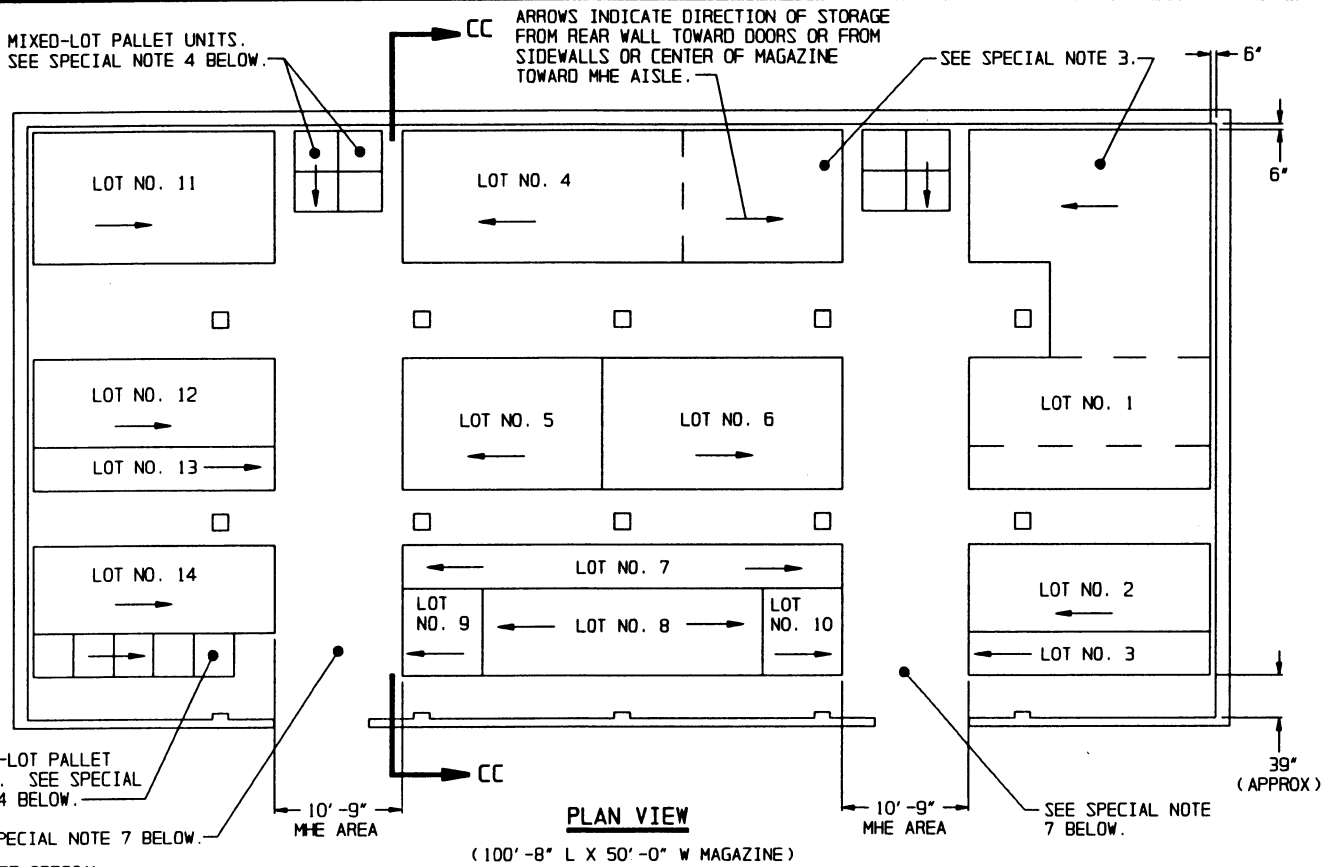 MIXED-LOT PALLET UNITS.
SEE SPECIAL NOTE 4 BELOW.
CC
ARROWS INDICATE DIRECTION OF STORAGE
FROM REAR WALL TOWARD DOORS OR FROM
SIDEWALLS OR CENTER OF MAGAZINE
TOWARD MHE AISLE.
SEE SPECIAL NOTE 3.
6"
6"
LOT NO. 11
LOT NO. 4
LOT NO. 12
LOT NO. 13
LOT NO. 5
LOT NO. 6
LOT NO. 1
LOT NO. 14
LOT NO. 7
LOT
NO. 9
LOT NO. 8
LOT
NO. 10
LOT NO. 2
LOT NO. 3
-LOT PALLET
. SEE SPECIAL
4 BELOW.
SPECIAL NOTE 7 BELOW.
CC
10'-9"
MHE AREA
PLAN VIEW
(100'-8" L X 50'-0" W MAGAZINE)
10'-9"
MHE AREA
SEE SPECIAL NOTE
7 BELOW.
39"
(APPROX)